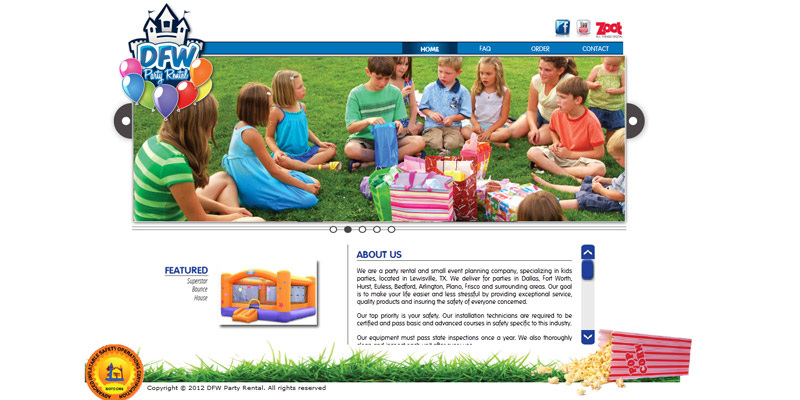 DFW
Party Rental
Zoot
HOME
FAQ
ORDER
CONTACT
FEATURED
Superstar
Bounce
House
ABOUT US
We are a party rental and small event planning company, specializing in kids
parties, located in Lewisville, TX. We deliver for parties in Dallas, Fort Worth,
Hurst, Euless, Bedford, Arlington, Plano, Frisco and surrounding areas. Our goal
is to make your life easier and less stressful by providing exceptional service,
quality products and insuring the safety of everyone concerned.
Our top priority is your safety. Our installation technicians are required to be
certified and pass basic and advanced courses in safety specific to this industry.
Our equipment must pass state inspections once a year. We also thoroughly
POP
CORN
ADVANCED INFLATABLE SAFETY OPERATIONS CERTIFICATION
Copyright © 2012 DFW Party Rental. All rights reserved